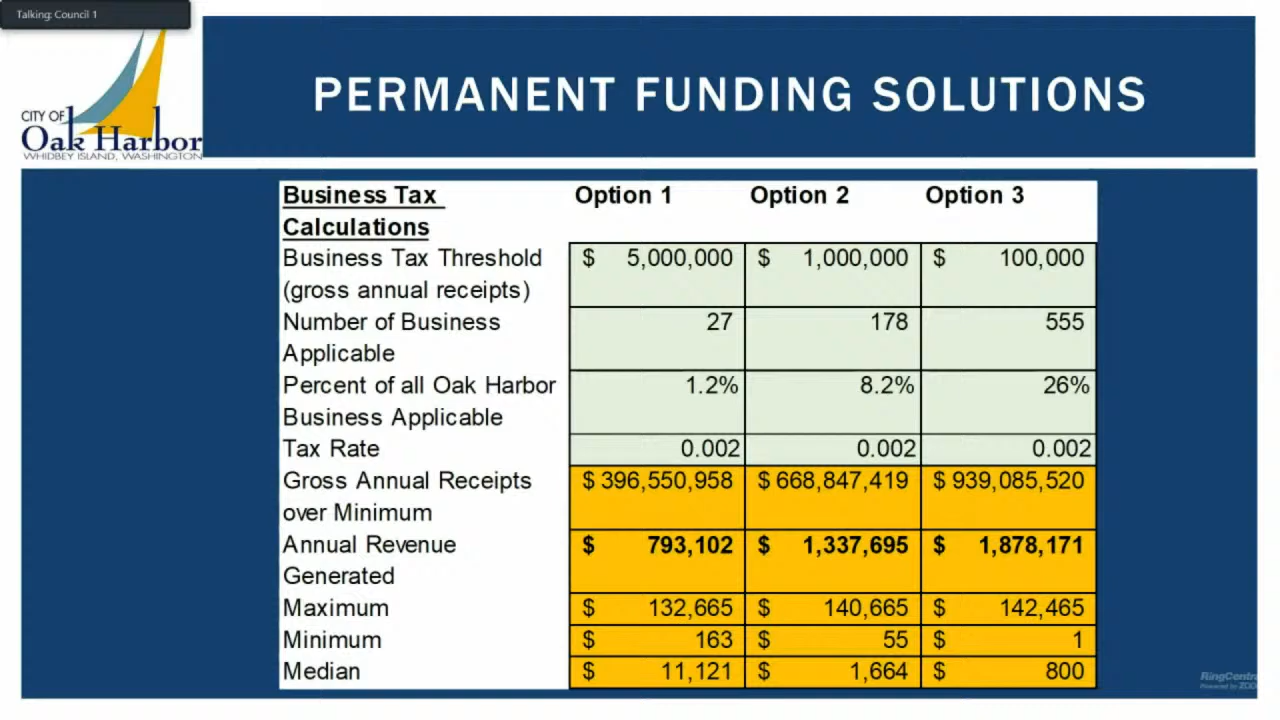 Talking: Council 1
CITY OF
Oak Harbor
WHIDBEY ISLAND, WASHINGTON
PERMANENT FUNDING SOLUTIONS
Business Tax Option 1 Option 2 Option 3
Calculations
Business Tax Threshold $ 5,000,000 $ 1,000,000 $ 100,000
(gross annual receipts)
Number of Business 27 178 555
Applicable
Percent of all Oak Harbor 1.2% 8.2% 26%
Business Applicable
Tax Rate 0.002 0.002 0.002
Gross Annual Receipts $ 396,550,958 $ 668,847,419 $ 939,085,520
over Minimum
Annual Revenue $ 793,102 $ 1,337,695 $ 1,878,171
Generated
Maximum $ 132,665 $ 140,665 $ 142,465
Minimum $ 163 $ 55 $ 1
Median $ 11,121 $ 1,664 $ 800
RingCentr
Powered by ZOO